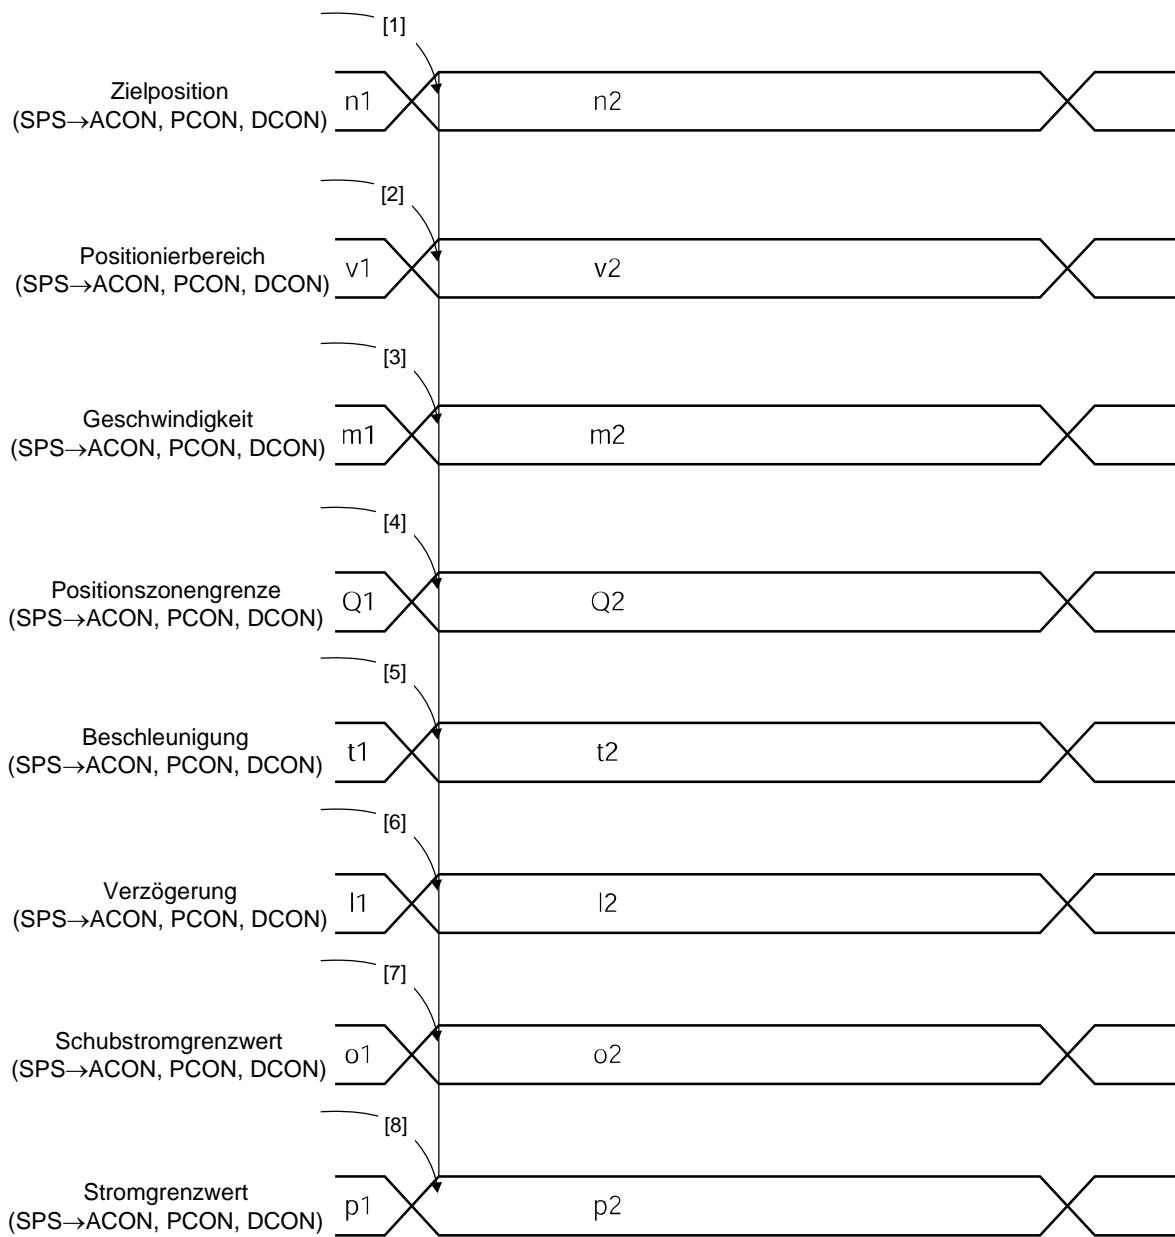 [1]
Zielposition
(SPS→ACON, PCON, DCON)
n1
n2
[2]
Positionierbereich
(SPS→ACON, PCON, DCON)
v1
v2
[3]
Geschwindigkeit
(SPS→ACON, PCON, DCON)
m1
m2
[4]
Positionszonengrenze
(SPS→ACON, PCON, DCON)
Q1
Q2
[5]
Beschleunigung
(SPS→ACON, PCON, DCON)
t1
t2
[6]
Verzögerung
(SPS→ACON, PCON, DCON)
l1
l2
[7]
Schubstromgrenzwert
(SPS→ACON, PCON, DCON)
o1
o2
[8]
Stromgrenzwert
(SPS→ACON, PCON, DCON)
p1
p2